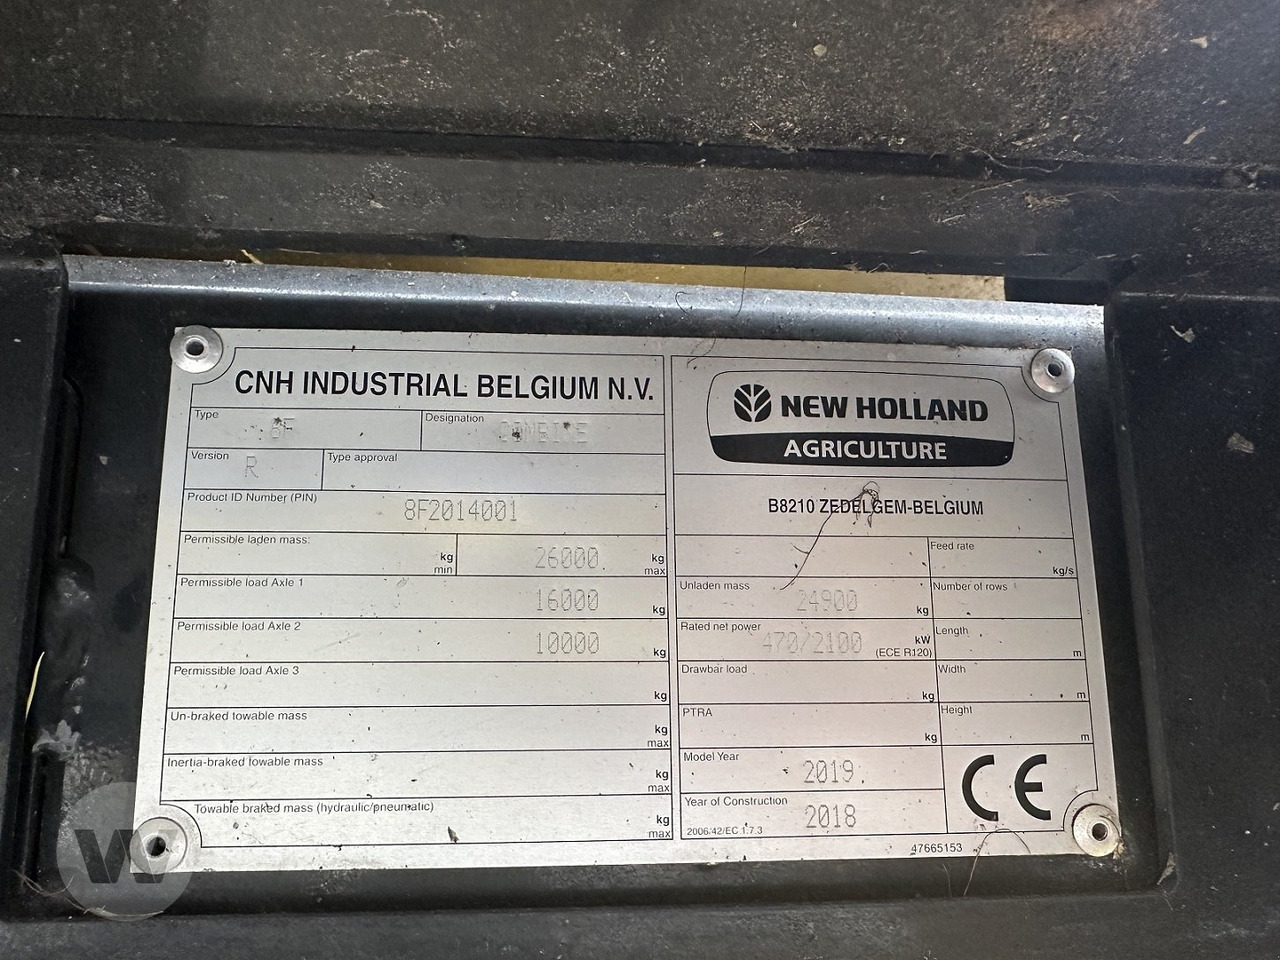 CNH INDUSTRIAL BELGIUM N.V.
Type 8F Designation COMBINE
Version R Type approval
Product ID Number (PIN) 8F2014001
Permissible laden mass: kg min 26000 kg max
Permissible load Axle 1 16000 kg
Permissible load Axle 2 10000 kg
Permissible load Axle 3 kg
Un-braked towable mass kg max
Inertia-braked towable mass kg max
Towable braked mass (hydraulic/pneumatic) kg max
NEW HOLLAND
AGRICULTURE
B8210 ZEDELGEM-BELGIUM
Feed rate kg/s
Unladen mass 24900 kg Number of rows
Rated net power 470/2100 kW (ECE R120) Length m
Drawbar load kg Width m
PTRA kg Height m
Model Year 2019
Year of Construction 2018
2006/42/EC 1.7.3
CE
47665153
W